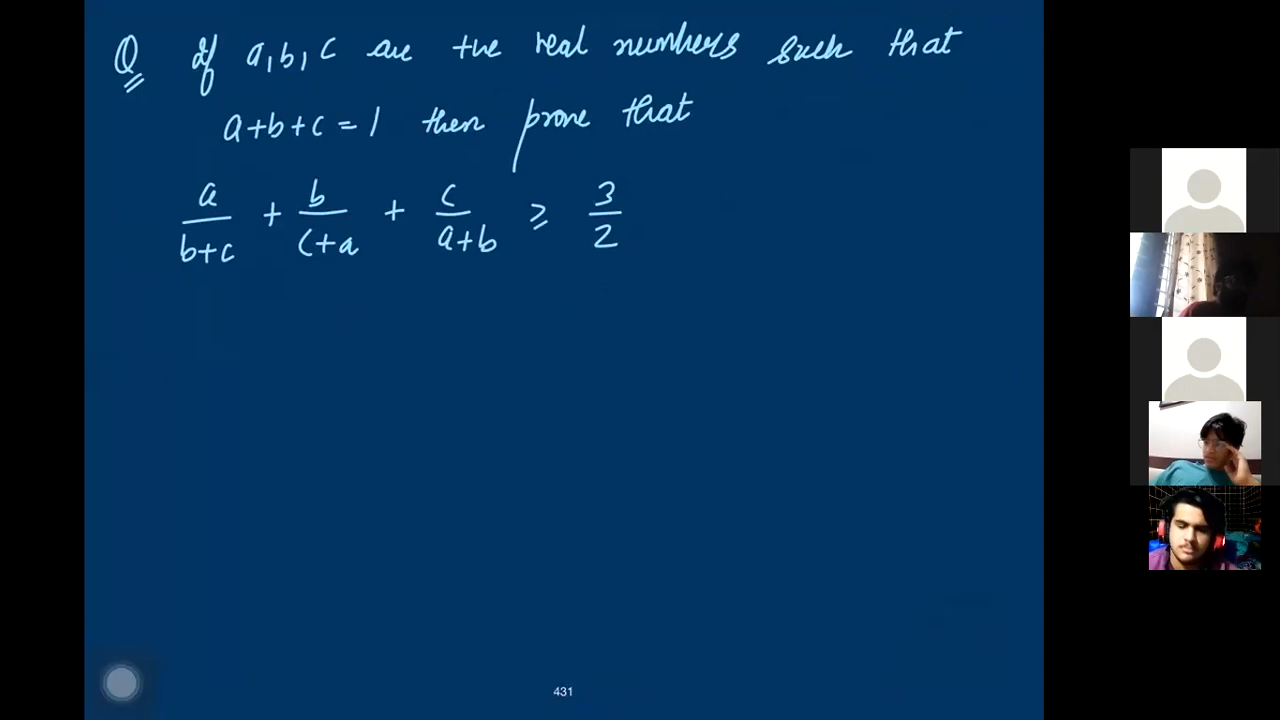 Q If a, b, c are the real numbers such that
a+b+c=1 then prove that
a/(b+c) + b/(c+a) + c/(a+b) ≥ 3/2
431